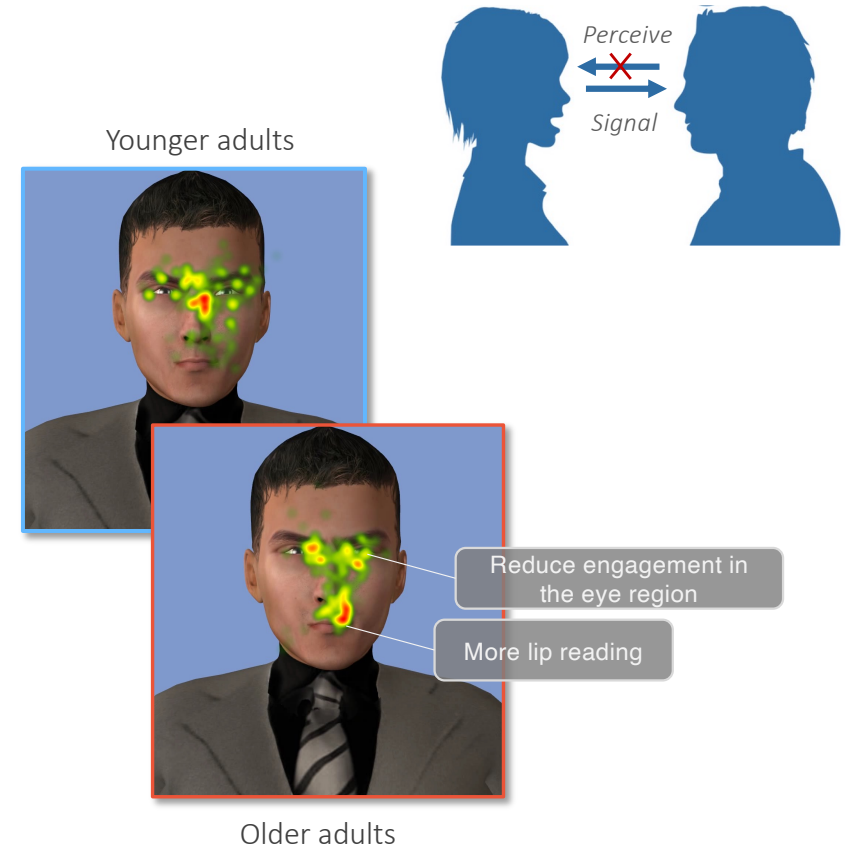 Perceive
Signal
Younger adults
Reduce engagement in
the eye region
More lip reading
Older adults